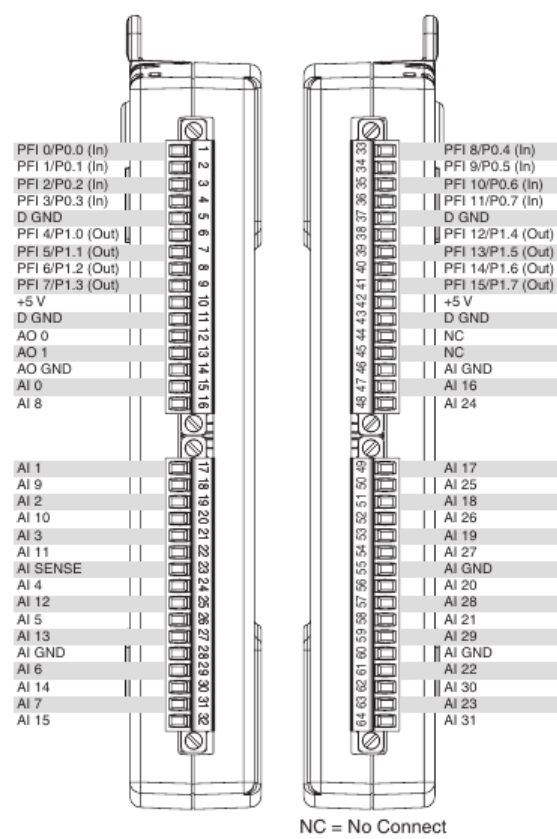 PFI 0/P0.0 (In) 1
PFI 1/P0.1 (In) 2
PFI 2/P0.2 (In) 3
PFI 3/P0.3 (In) 4
D GND 5
PFI 4/P1.0 (Out) 6
PFI 5/P1.1 (Out) 7
PFI 6/P1.2 (Out) 8
PFI 7/P1.3 (Out) 9
+5 V 10
D GND 11
AO 0 12
AO 1 13
AO GND 14
AI 0 15
AI 8 16
AI 1 17
AI 9 18
AI 2 19
AI 10 20
AI 3 21
AI 11 22
AI SENSE 23
AI 4 24
AI 12 25
AI 5 26
AI 13 27
AI GND 28
AI 6 29
AI 14 30
AI 7 31
AI 15 32
33 PFI 8/P0.4 (In)
34 PFI 9/P0.5 (In)
35 PFI 10/P0.6 (In)
36 PFI 11/P0.7 (In)
37 D GND
38 PFI 12/P1.4 (Out)
39 PFI 13/P1.5 (Out)
40 PFI 14/P1.6 (Out)
41 PFI 15/P1.7 (Out)
42 +5 V
43 D GND
44 NC
45 NC
46 AI GND
47 AI 16
48 AI 24
49 AI 17
50 AI 25
51 AI 18
52 AI 26
53 AI 19
54 AI 27
55 AI GND
56 AI 20
57 AI 28
58 AI 21
59 AI 29
60 AI GND
61 AI 22
62 AI 30
63 AI 23
64 AI 31
NC = No Connect